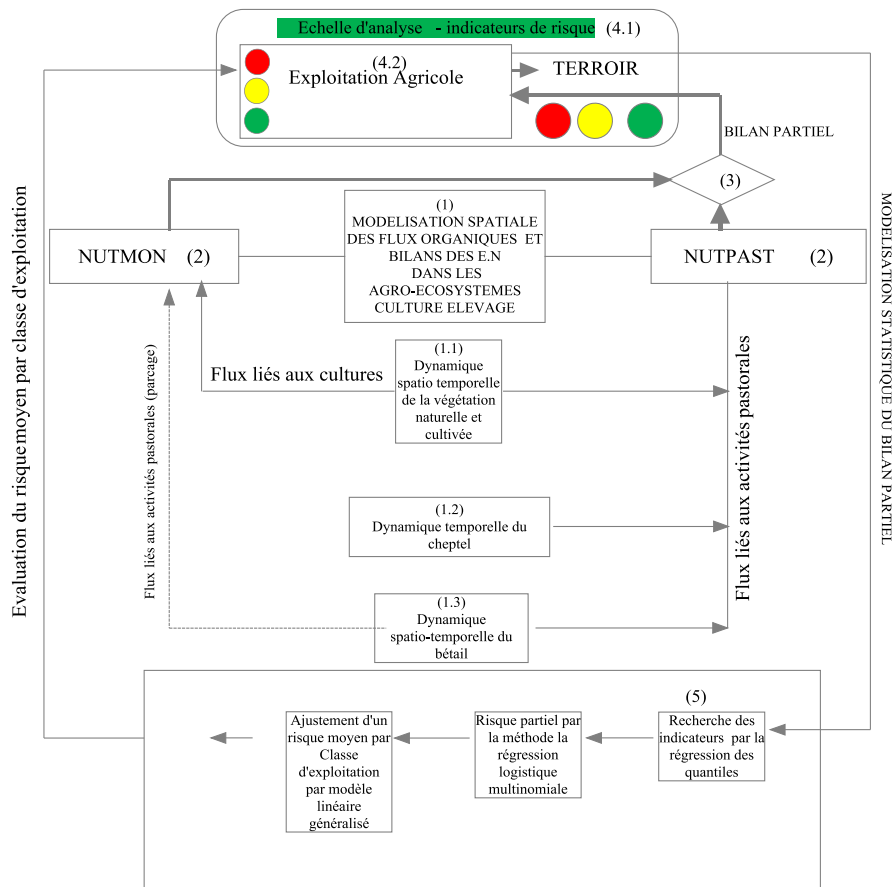 Echelle d'analyse - indicateurs de risque (4.1)
(4.2)
Exploitation Agricole
TERROIR
BILAN PARTIEL
(3)
(1)
MODELISATION SPATIALE
DES FLUX ORGANIQUES ET
BILANS DES E.N
DANS LES
AGRO-ECOSYSTEMES
CULTURE ELEVAGE
NUTMON (2)
NUTPAST (2)
(1.1)
Dynamique
spatio temporelle
de la végétation
naturelle et
cultivée
Flux liés aux cultures
(1.2)
Dynamique temporelle du
cheptel
(1.3)
Dynamique
spatio-temporelle du
bétail
Flux liés aux activités pastorales (parcage)
Flux liés aux activités pastorales
Evaluation du risque moyen par classe d'exploitation
MODELISATION STATISTIQUE DU BILAN PARTIEL
(5)
Recherche des
indicateurs par la
régression des
quantiles
Risque partiel par
la méthode la
régression
logistique
multinomiale
Ajustement d'un
risque moyen par
Classe
d'exploitation
par modèle
linéaire
généralisé